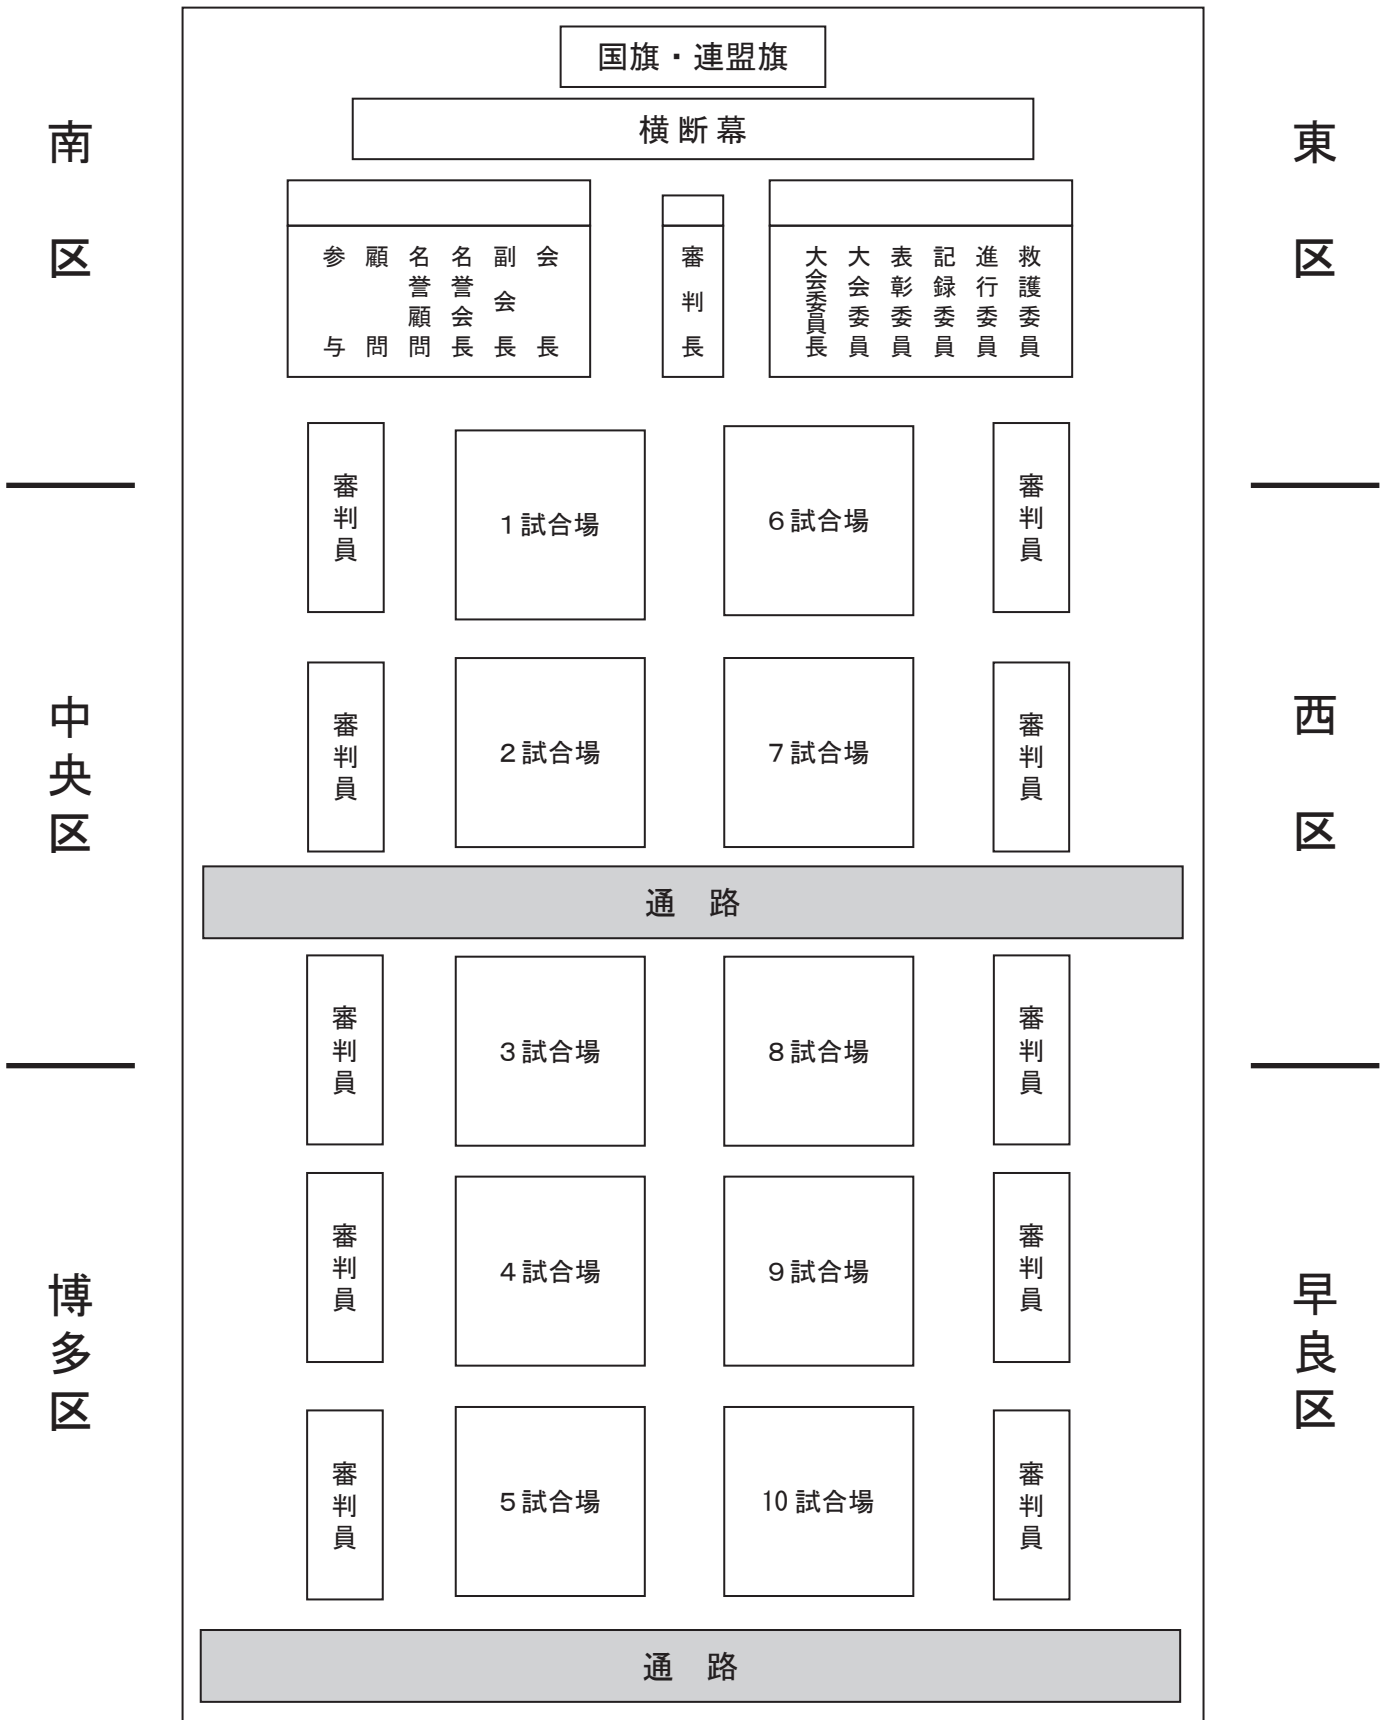 国旗・連盟旗
横断幕
南区
東区
参与
顧問
名誉顧問
名誉会長
副会長
会長
審判長
大会委員長
大会委員
表彰委員
記録委員
進行委員
救護委員
審判員
1試合場
6試合場
審判員
中央区
西区
審判員
2試合場
7試合場
審判員
通　路
審判員
3試合場
8試合場
審判員
博多区
早良区
審判員
4試合場
9試合場
審判員
審判員
5試合場
10試合場
審判員
通　路